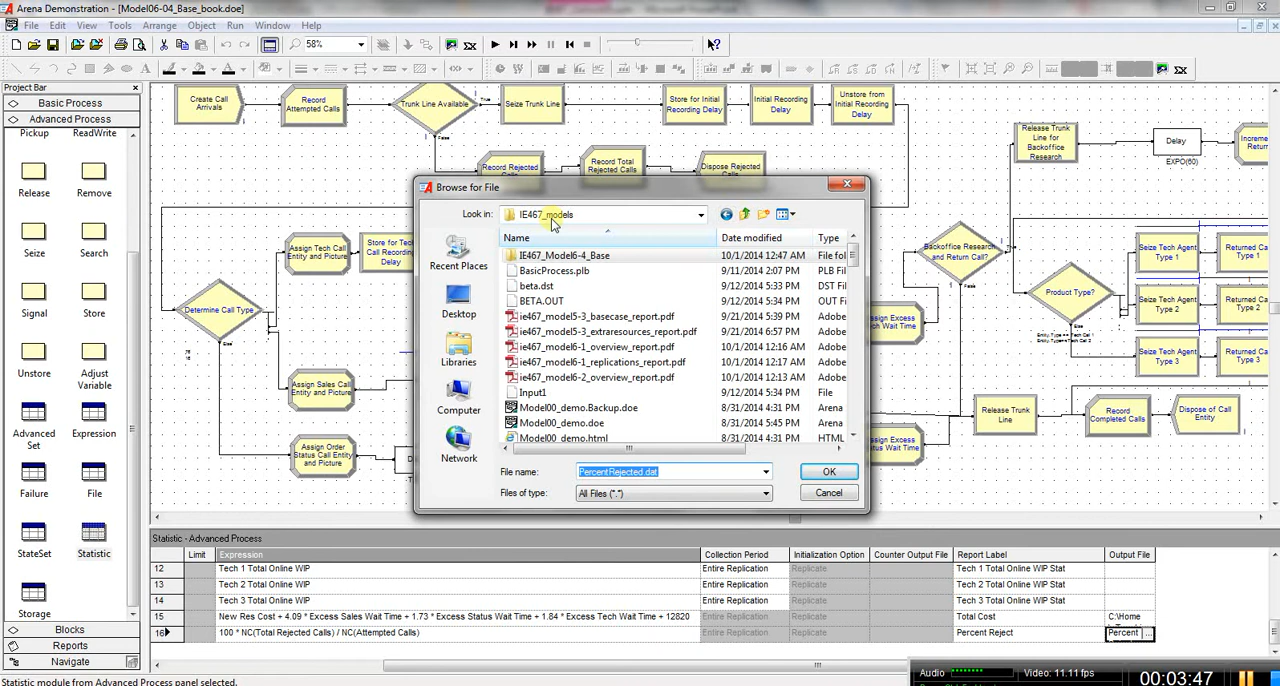 Arena Demonstration - [Model06-04_Base_book.doe]
File Edit View Tools Arrange Object Run Window Help
58%
Project Bar
Basic Process
Advanced Process
Pickup ReadWrite
Release Remove
Seize Search
Signal Store
Unstore Adjust Variable
Advanced Set Expression
Failure File
StateSet Statistic
Storage
Blocks
Reports
Navigate
Create Call Arrivals
Record Attempted Calls
Trunk Line Available
True
False
Seize Trunk Line
Store for Initial Recording Delay
Initial Recording Delay
Unstore from Initial Recording Delay
Record Rejected
Record Total Rejected Calls
Dispose Rejected
Release Trunk Line for Backoffice Research
Delay
EXPO(60)
Assign Tech Call Entity and Picture
Determine Call Type
Else
Assign Sales Call Entity and Picture
Assign Order Status Call Entity and Picture
Backoffice Research and Return Call?
Product Type?
Seize Tech Agent Type 1
Seize Tech Agent Type 2
Seize Tech Agent Type 3
Release Trunk Line
Record Completed Calls
Dispose of Call Entity
Browse for File
Look in: IE467_models
Name Date modified Type
IE467_Model6-4_Base 10/1/2014 12:47 AM File fol
BasicProcess.plb 9/11/2014 2:07 PM PLB Fi
beta.dst 9/12/2014 5:33 PM DST Fi
BETA.OUT 9/12/2014 5:34 PM OUT Fi
ie467_model5-3_basecase_report.pdf 9/21/2014 5:39 PM Adobe
ie467_model5-3_extraresources_report.pdf 9/21/2014 6:57 PM Adobe
ie467_model6-1_overview_report.pdf 10/1/2014 12:16 AM Adobe
ie467_model6-1_replications_report.pdf 10/1/2014 12:18 AM Adobe
ie467_model6-2_overview_report.pdf 10/1/2014 12:13 AM Adobe
Input1 9/12/2014 5:34 PM File
Model00_demo.Backup.doe 8/31/2014 4:31 PM Arena
Model00_demo.doe 8/31/2014 5:45 PM Arena
Model00_demo.html 8/31/2014 4:31 PM HTML
Recent Places
Desktop
Libraries
Computer
Network
File name: PercentRejected.dat OK
Files of type: All Files (*.*) Cancel
Statistic - Advanced Process
Limit Expression Collection Period Initialization Option Counter Output File Report Label Output File
12 Tech 1 Total Online WIP Entire Replication Replicate Tech 1 Total Online WIP Stat
13 Tech 2 Total Online WIP Entire Replication Replicate Tech 2 Total Online WIP Stat
14 Tech 3 Total Online WIP Entire Replication Replicate Tech 3 Total Online WIP Stat
15 New Res Cost + 4.09 * Excess Sales Wait Time + 1.73 * Excess Status Wait Time + 1.84 * Excess Tech Wait Time + 12820 Entire Replication Replicate Total Cost C:\Home
16 100 * NC(Total Rejected Calls) / NC(Attempted Calls) Entire Replication Replicate Percent Reject Percent ...
Statistic module from Advanced Process panel selected.
Audio Video: 11.11 fps 00:03:47